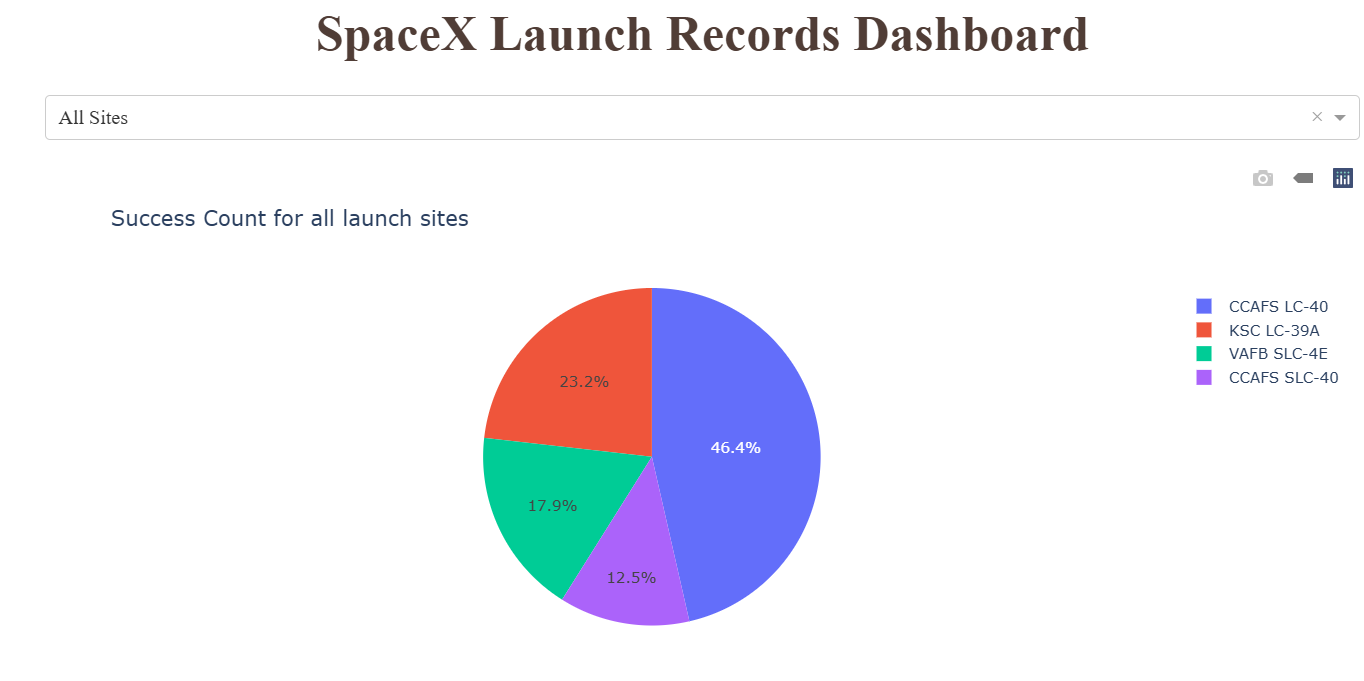 SpaceX Launch Records Dashboard
All Sites
Success Count for all launch sites
CCAFS LC-40
KSC LC-39A
VAFB SLC-4E
CCAFS SLC-40
23.2%
46.4%
17.9%
12.5%